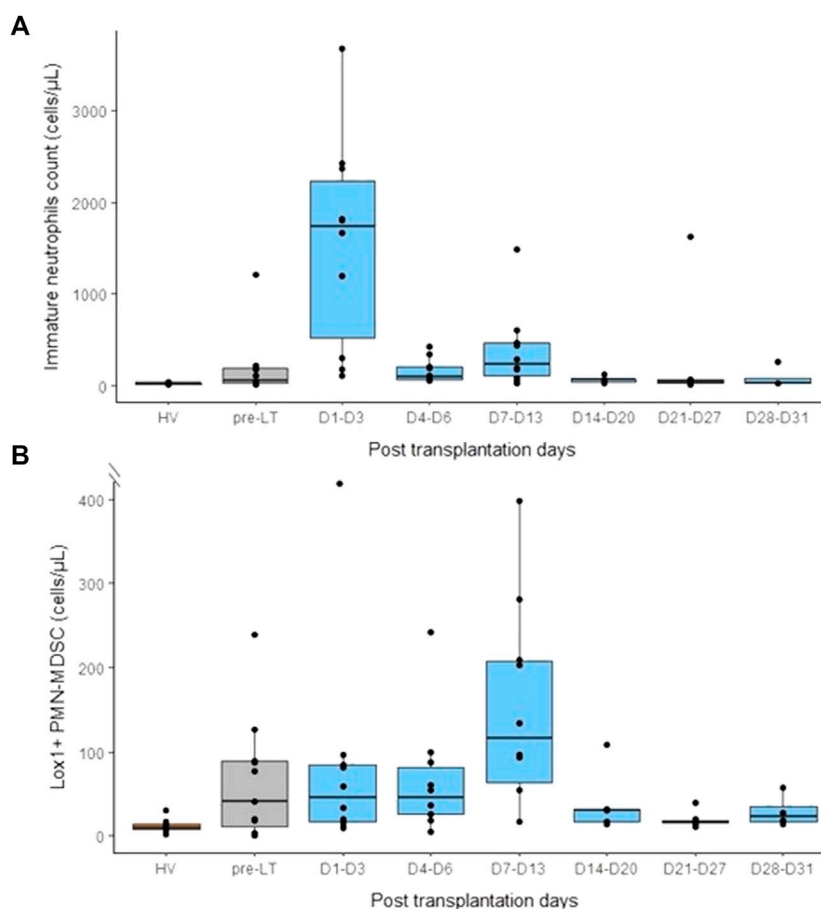 A
Immature neutrophils count (cells/µL)
3000
2000
1000
0
HV pre-LT D1-D3 D4-D6 D7-D13 D14-D20 D21-D27 D28-D31
Post transplantation days
B
Lox1+ PMN-MDSC (cells/µL)
400
300
200
100
0
HV pre-LT D1-D3 D4-D6 D7-D13 D14-D20 D21-D27 D28-D31
Post transplantation days